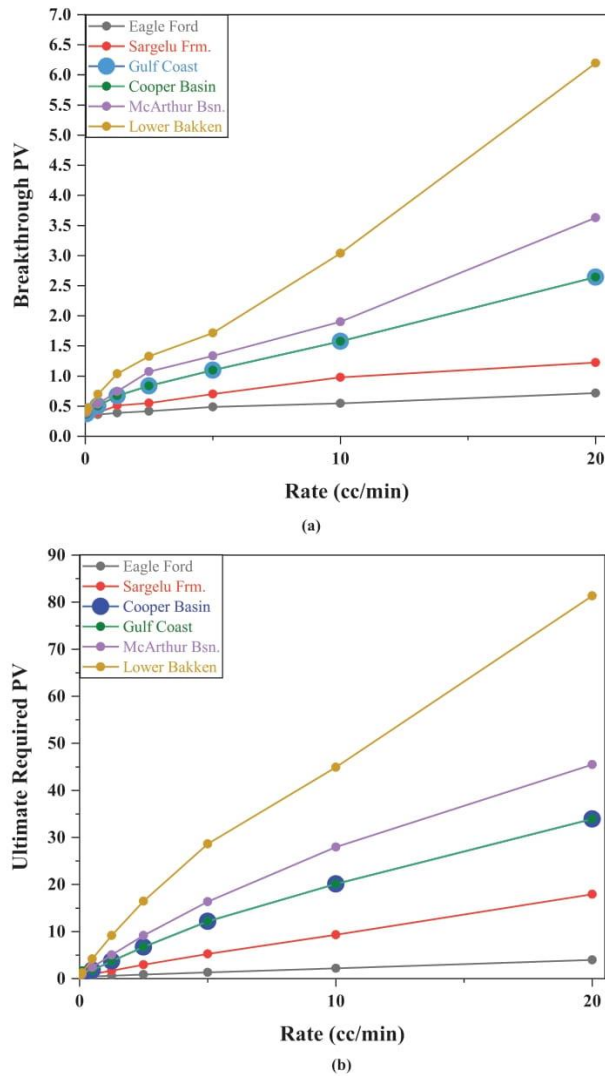 7.0
6.5
6.0
5.5
5.0
4.5
4.0
3.5
3.0
2.5
2.0
1.5
1.0
0.5
0.0
Breakthrough PV
Eagle Ford
Sargelu Frm.
Gulf Coast
Cooper Basin
McArthur Bsn.
Lower Bakken
0 10 20
Rate (cc/min)
(a)
90
80
70
60
50
40
30
20
10
0
Ultimate Required PV
Eagle Ford
Sargelu Frm.
Cooper Basin
Gulf Coast
McArthur Bsn.
Lower Bakken
0 10 20
Rate (cc/min)
(b)